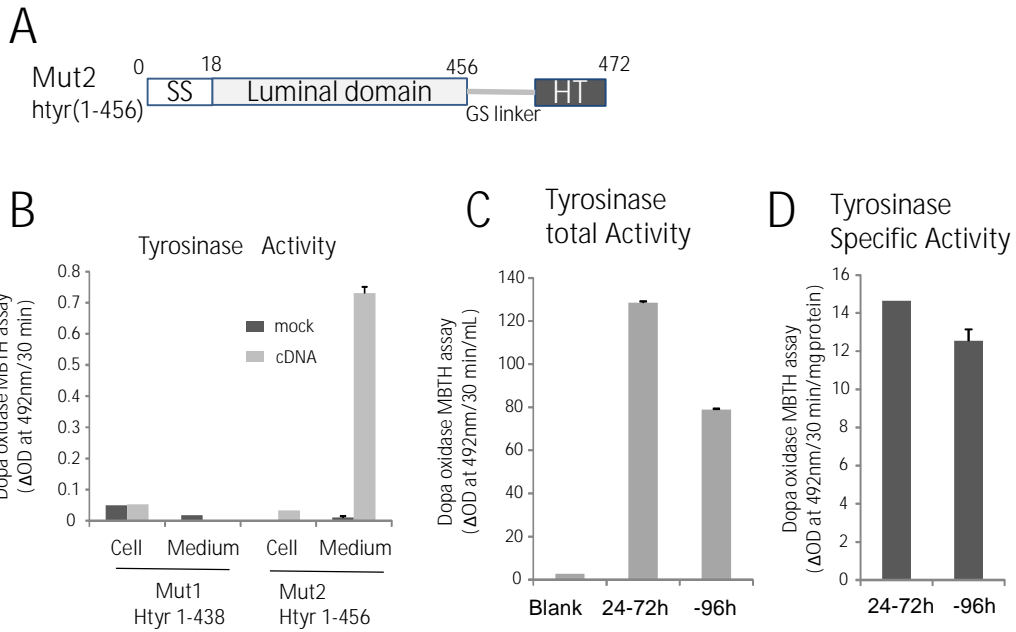 A
0 18 456 472
Mut2 SS Luminal domain HT
htyr(1-456) GS linker
B
Tyrosinase Activity
Dopa oxidase MBTH assay
(ΔOD at 492nm/30 min)
0.8
0.7
0.6
0.5
0.4
0.3
0.2
0.1
0
mock
cDNA
Cell Medium Cell Medium
Mut1 Mut2
Htyr 1-438 Htyr 1-456
C
Tyrosinase
total Activity
Dopa oxidase MBTH assay
(ΔOD at 492nm/30 min/mL)
140
120
100
80
60
40
20
0
Blank 24-72h -96h
D
Tyrosinase
Specific Activity
Dopa oxidase MBTH assay
(ΔOD at 492nm/30 min/mg protein)
16
14
12
10
8
6
4
2
0
24-72h -96h